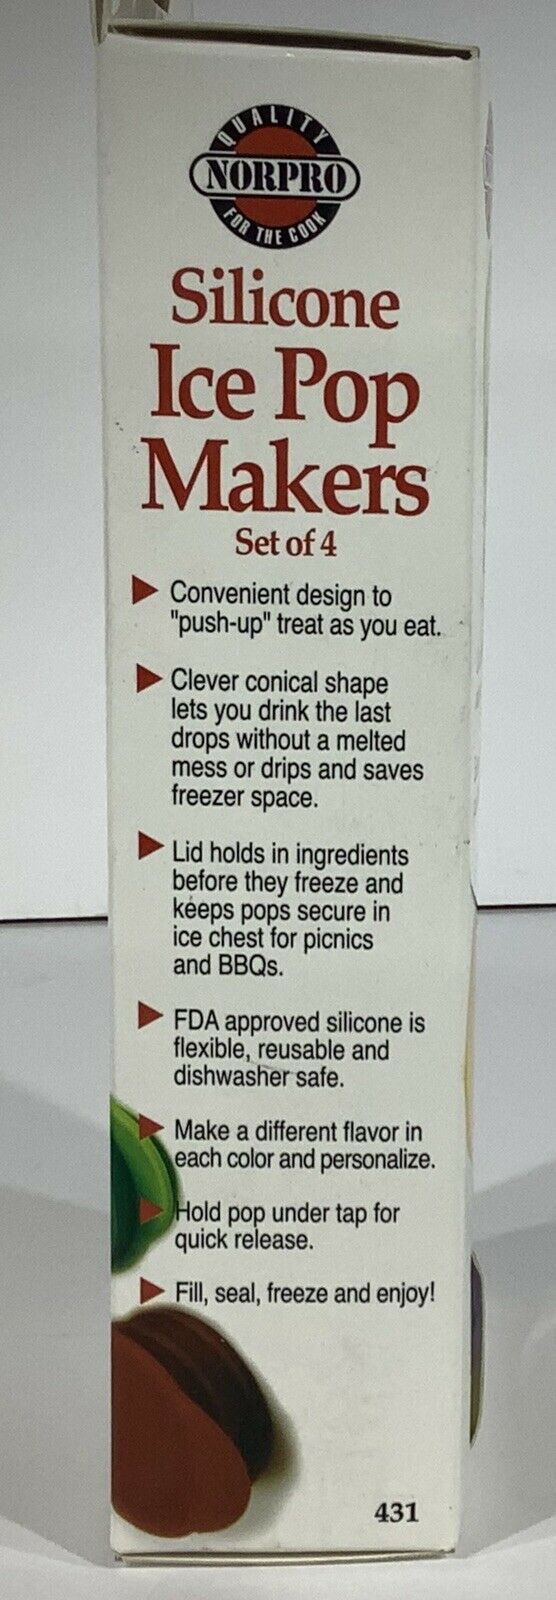 QUALITY
NORPRO
FOR THE COOK
Silicone
Ice Pop
Makers
Set of 4
Convenient design to
"push-up" treat as you eat.
Clever conical shape
lets you drink the last
drops without a melted
mess or drips and saves
freezer space.
Lid holds in ingredients
before they freeze and
keeps pops secure in
ice chest for picnics
and BBQs.
FDA approved silicone is
flexible, reusable and
dishwasher safe.
Make a different flavor in
each color and personalize.
Hold pop under tap for
quick release.
Fill, seal, freeze and enjoy!
431